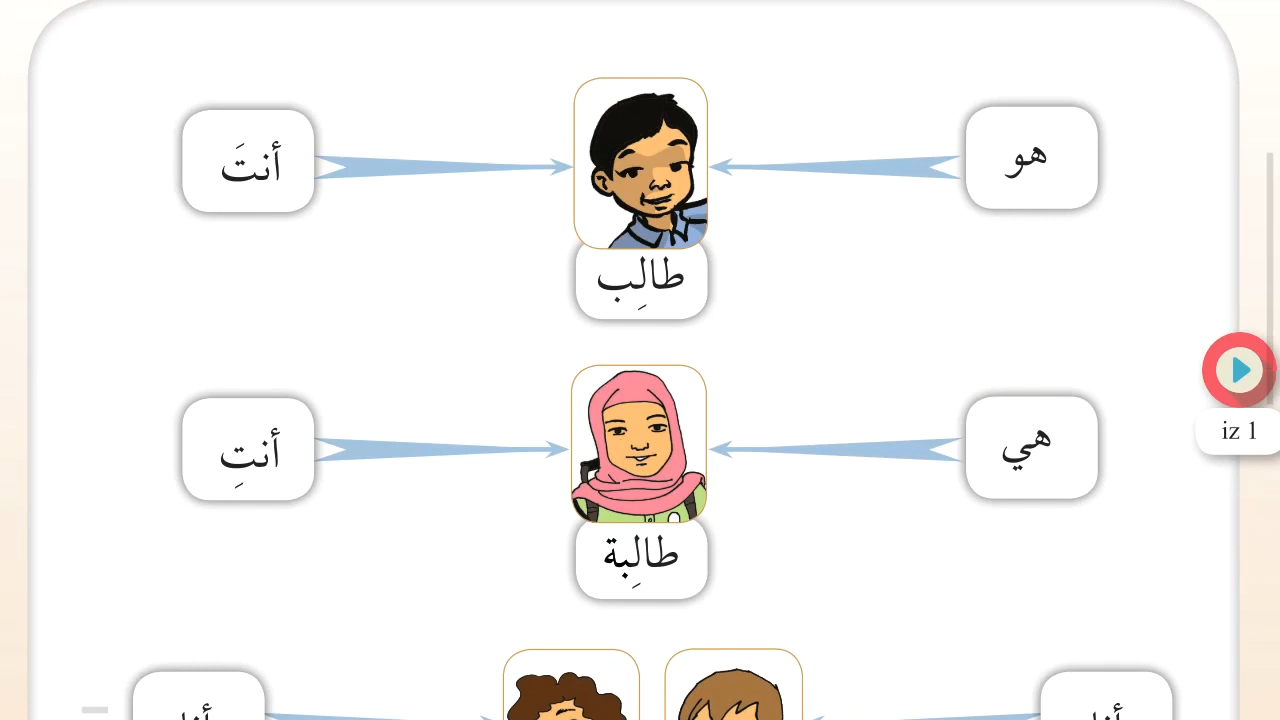 هو
أنتَ
طالِب
هي
أنتِ
طالِبة
iz 1